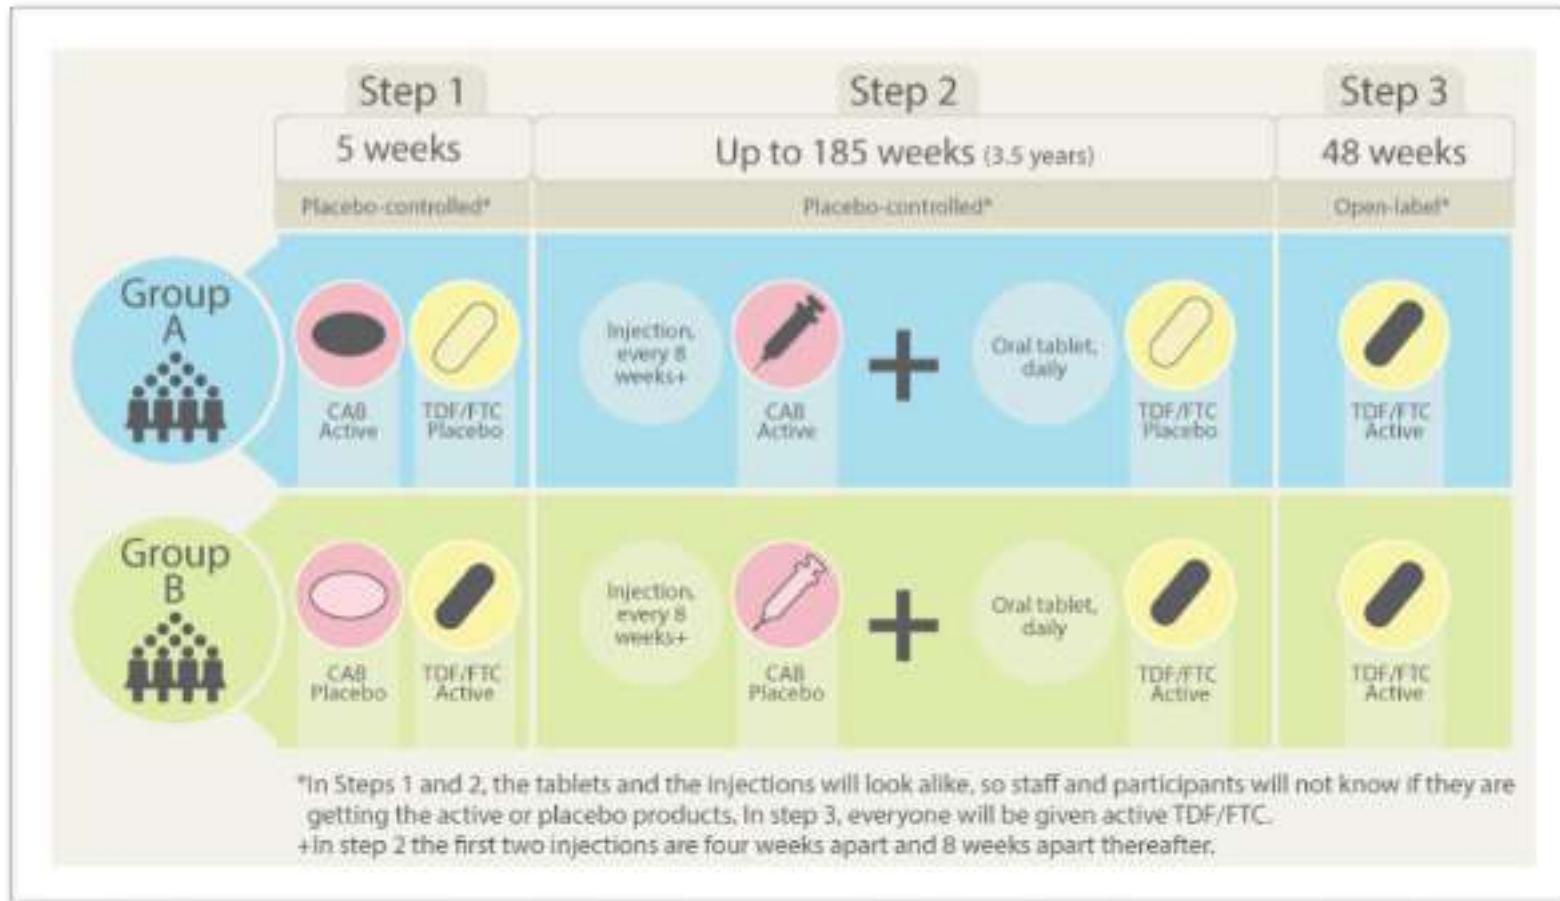 Step 1
Step 2
Step 3
5 weeks
Up to 185 weeks (3.5 years)
48 weeks
Placebo-controlled*
Placebo-controlled*
Open-label*
Group
A
CAB
Active
TDF/FTC
Placebo
Injection,
every 8
weeks+
CAB
Active
+
Oral tablet,
daily
TDF/FTC
Placebo
TDF/FTC
Active
Group
B
CAB
Placebo
TDF/FTC
Active
Injection,
every 8
weeks+
CAB
Placebo
+
Oral tablet,
daily
TDF/FTC
Active
TDF/FTC
Active
*In Steps 1 and 2, the tablets and the injections will look alike, so staff and participants will not know if they are
getting the active or placebo products. In step 3, everyone will be given active TDF/FTC.
+In step 2 the first two injections are four weeks apart and 8 weeks apart thereafter.